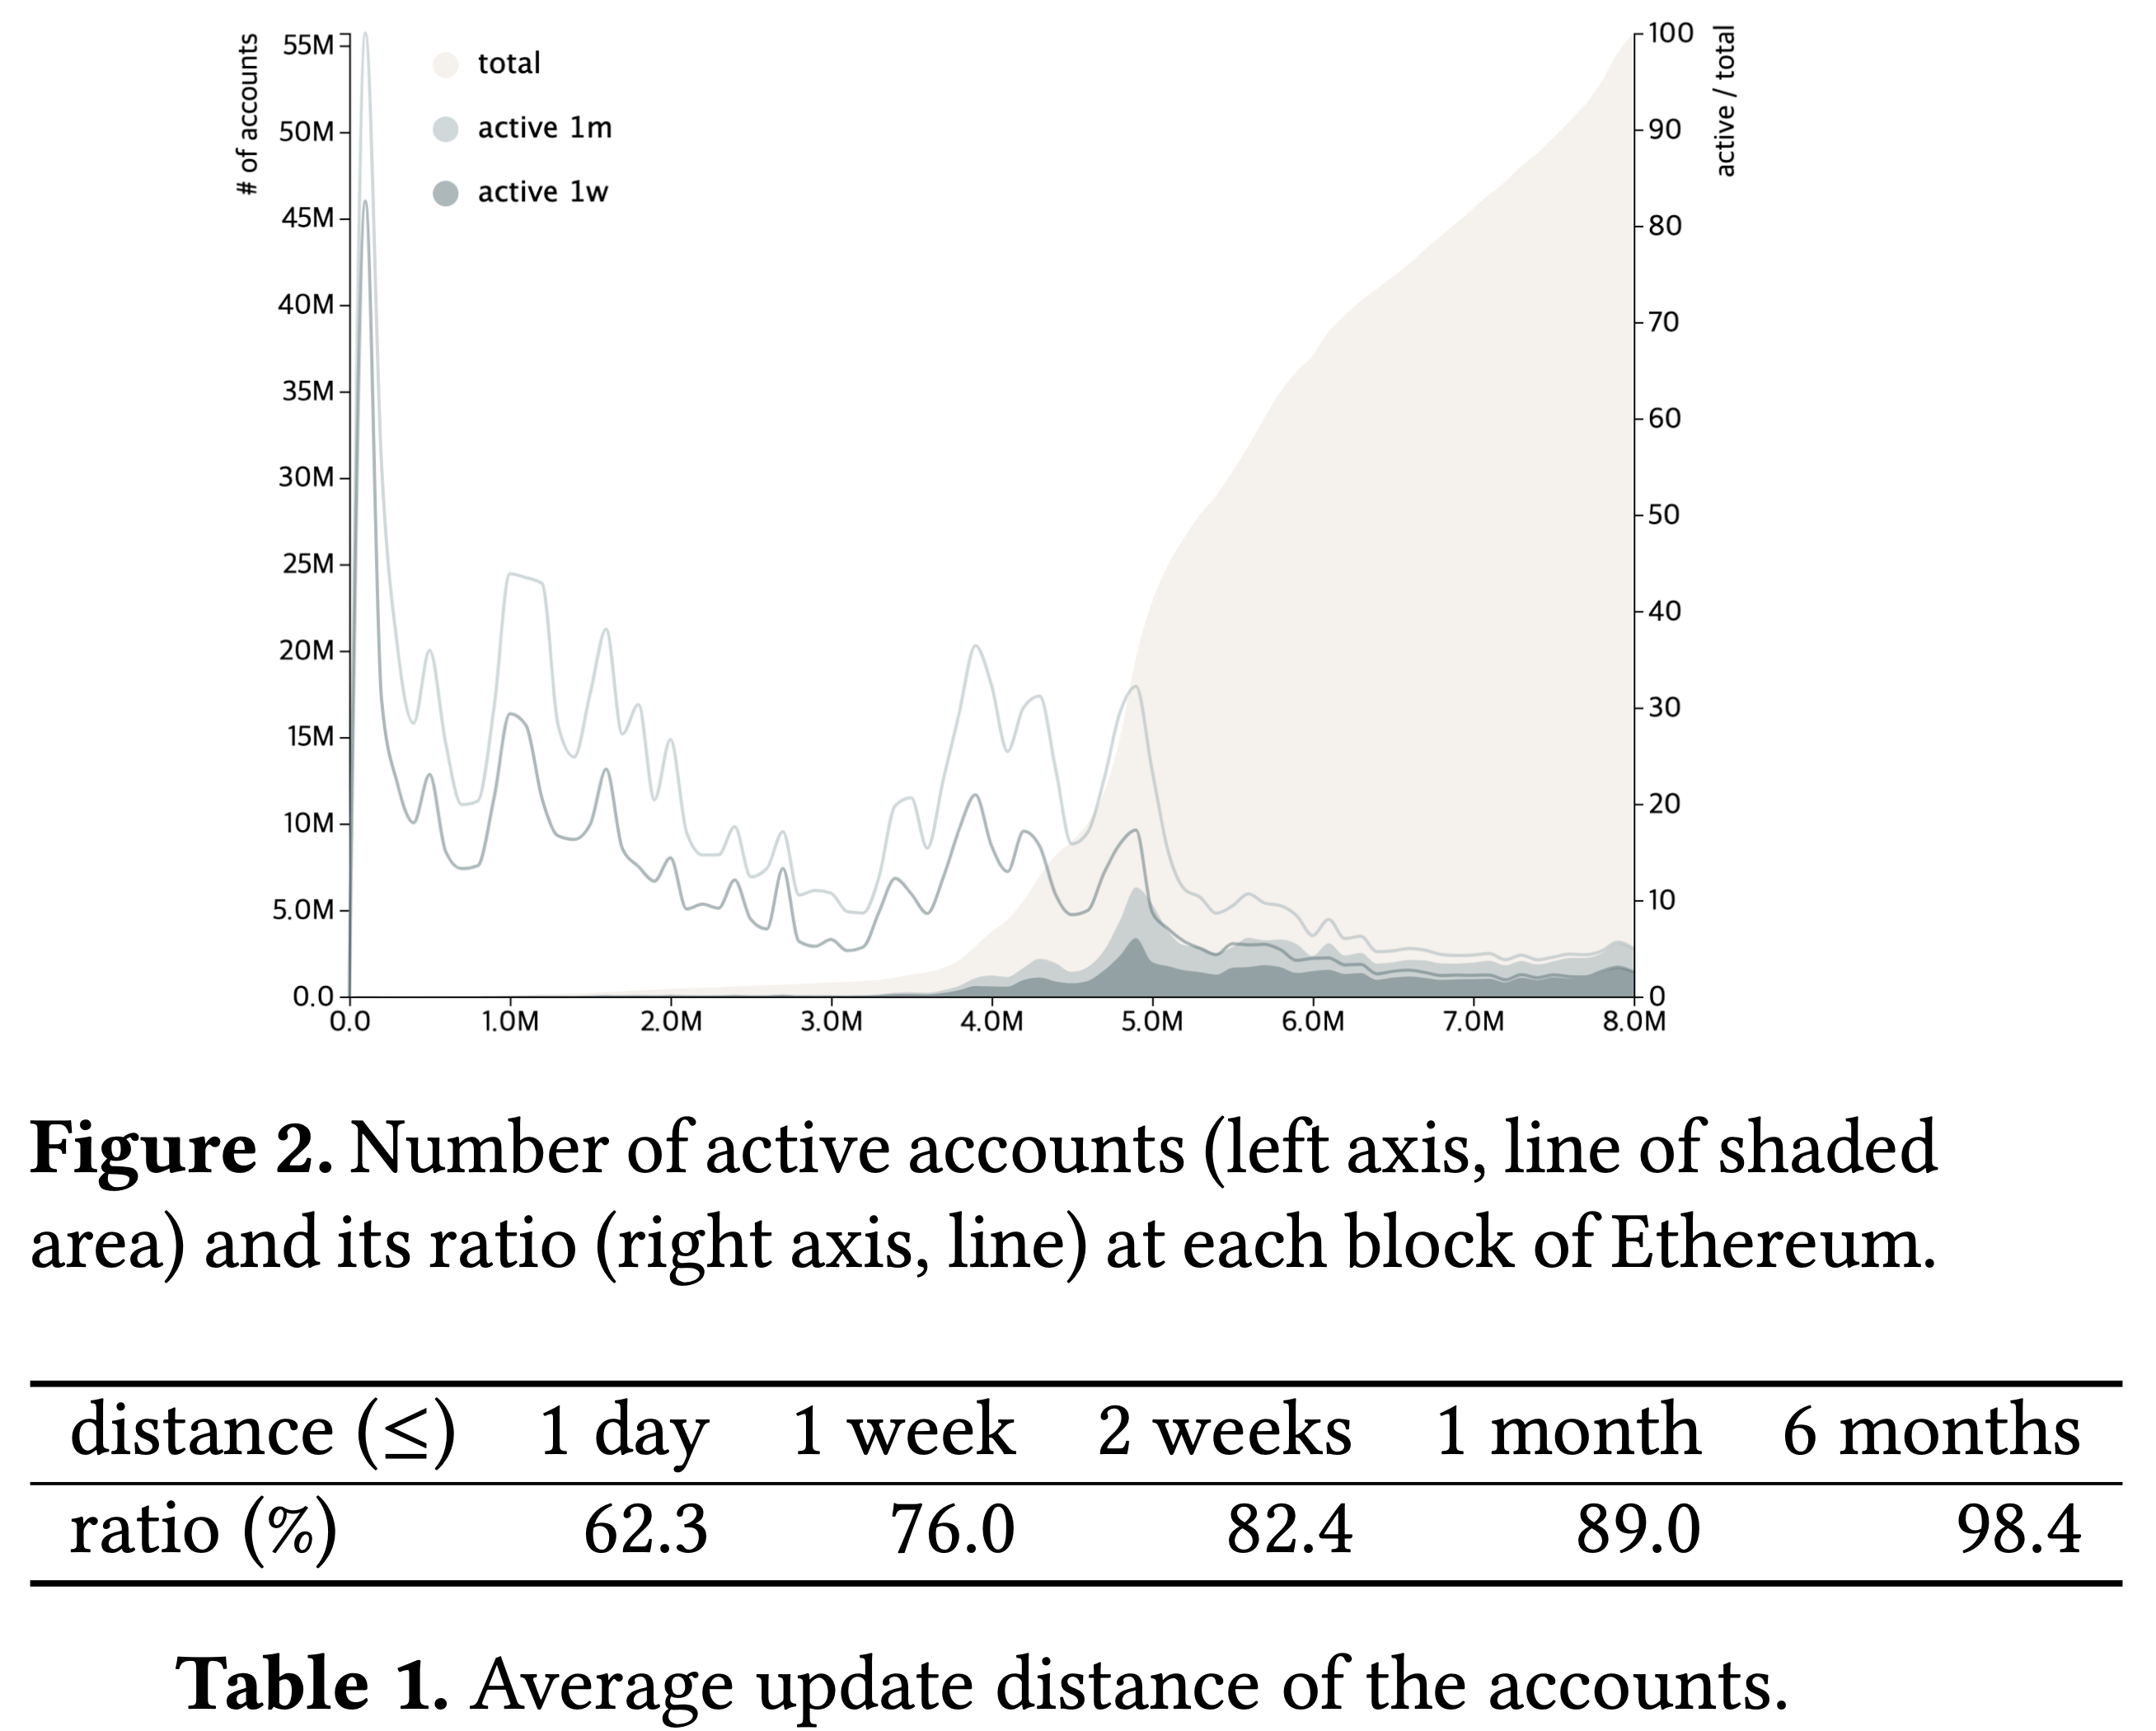 # of accounts
55M
50M
45M
40M
35M
30M
25M
20M
15M
10M
5.0M
0.0
total
active 1m
active 1w
active / total
100
90
80
70
60
50
40
30
20
10
0
0.0 1.0M 2.0M 3.0M 4.0M 5.0M 6.0M 7.0M 8.0M
Figure 2. Number of active accounts (left axis, line of shaded
area) and its ratio (right axis, line) at each block of Ethereum.
distance (≤) 1 day 1 week 2 weeks 1 month 6 months
ratio (%) 62.3 76.0 82.4 89.0 98.4
Table 1. Average update distance of the accounts.